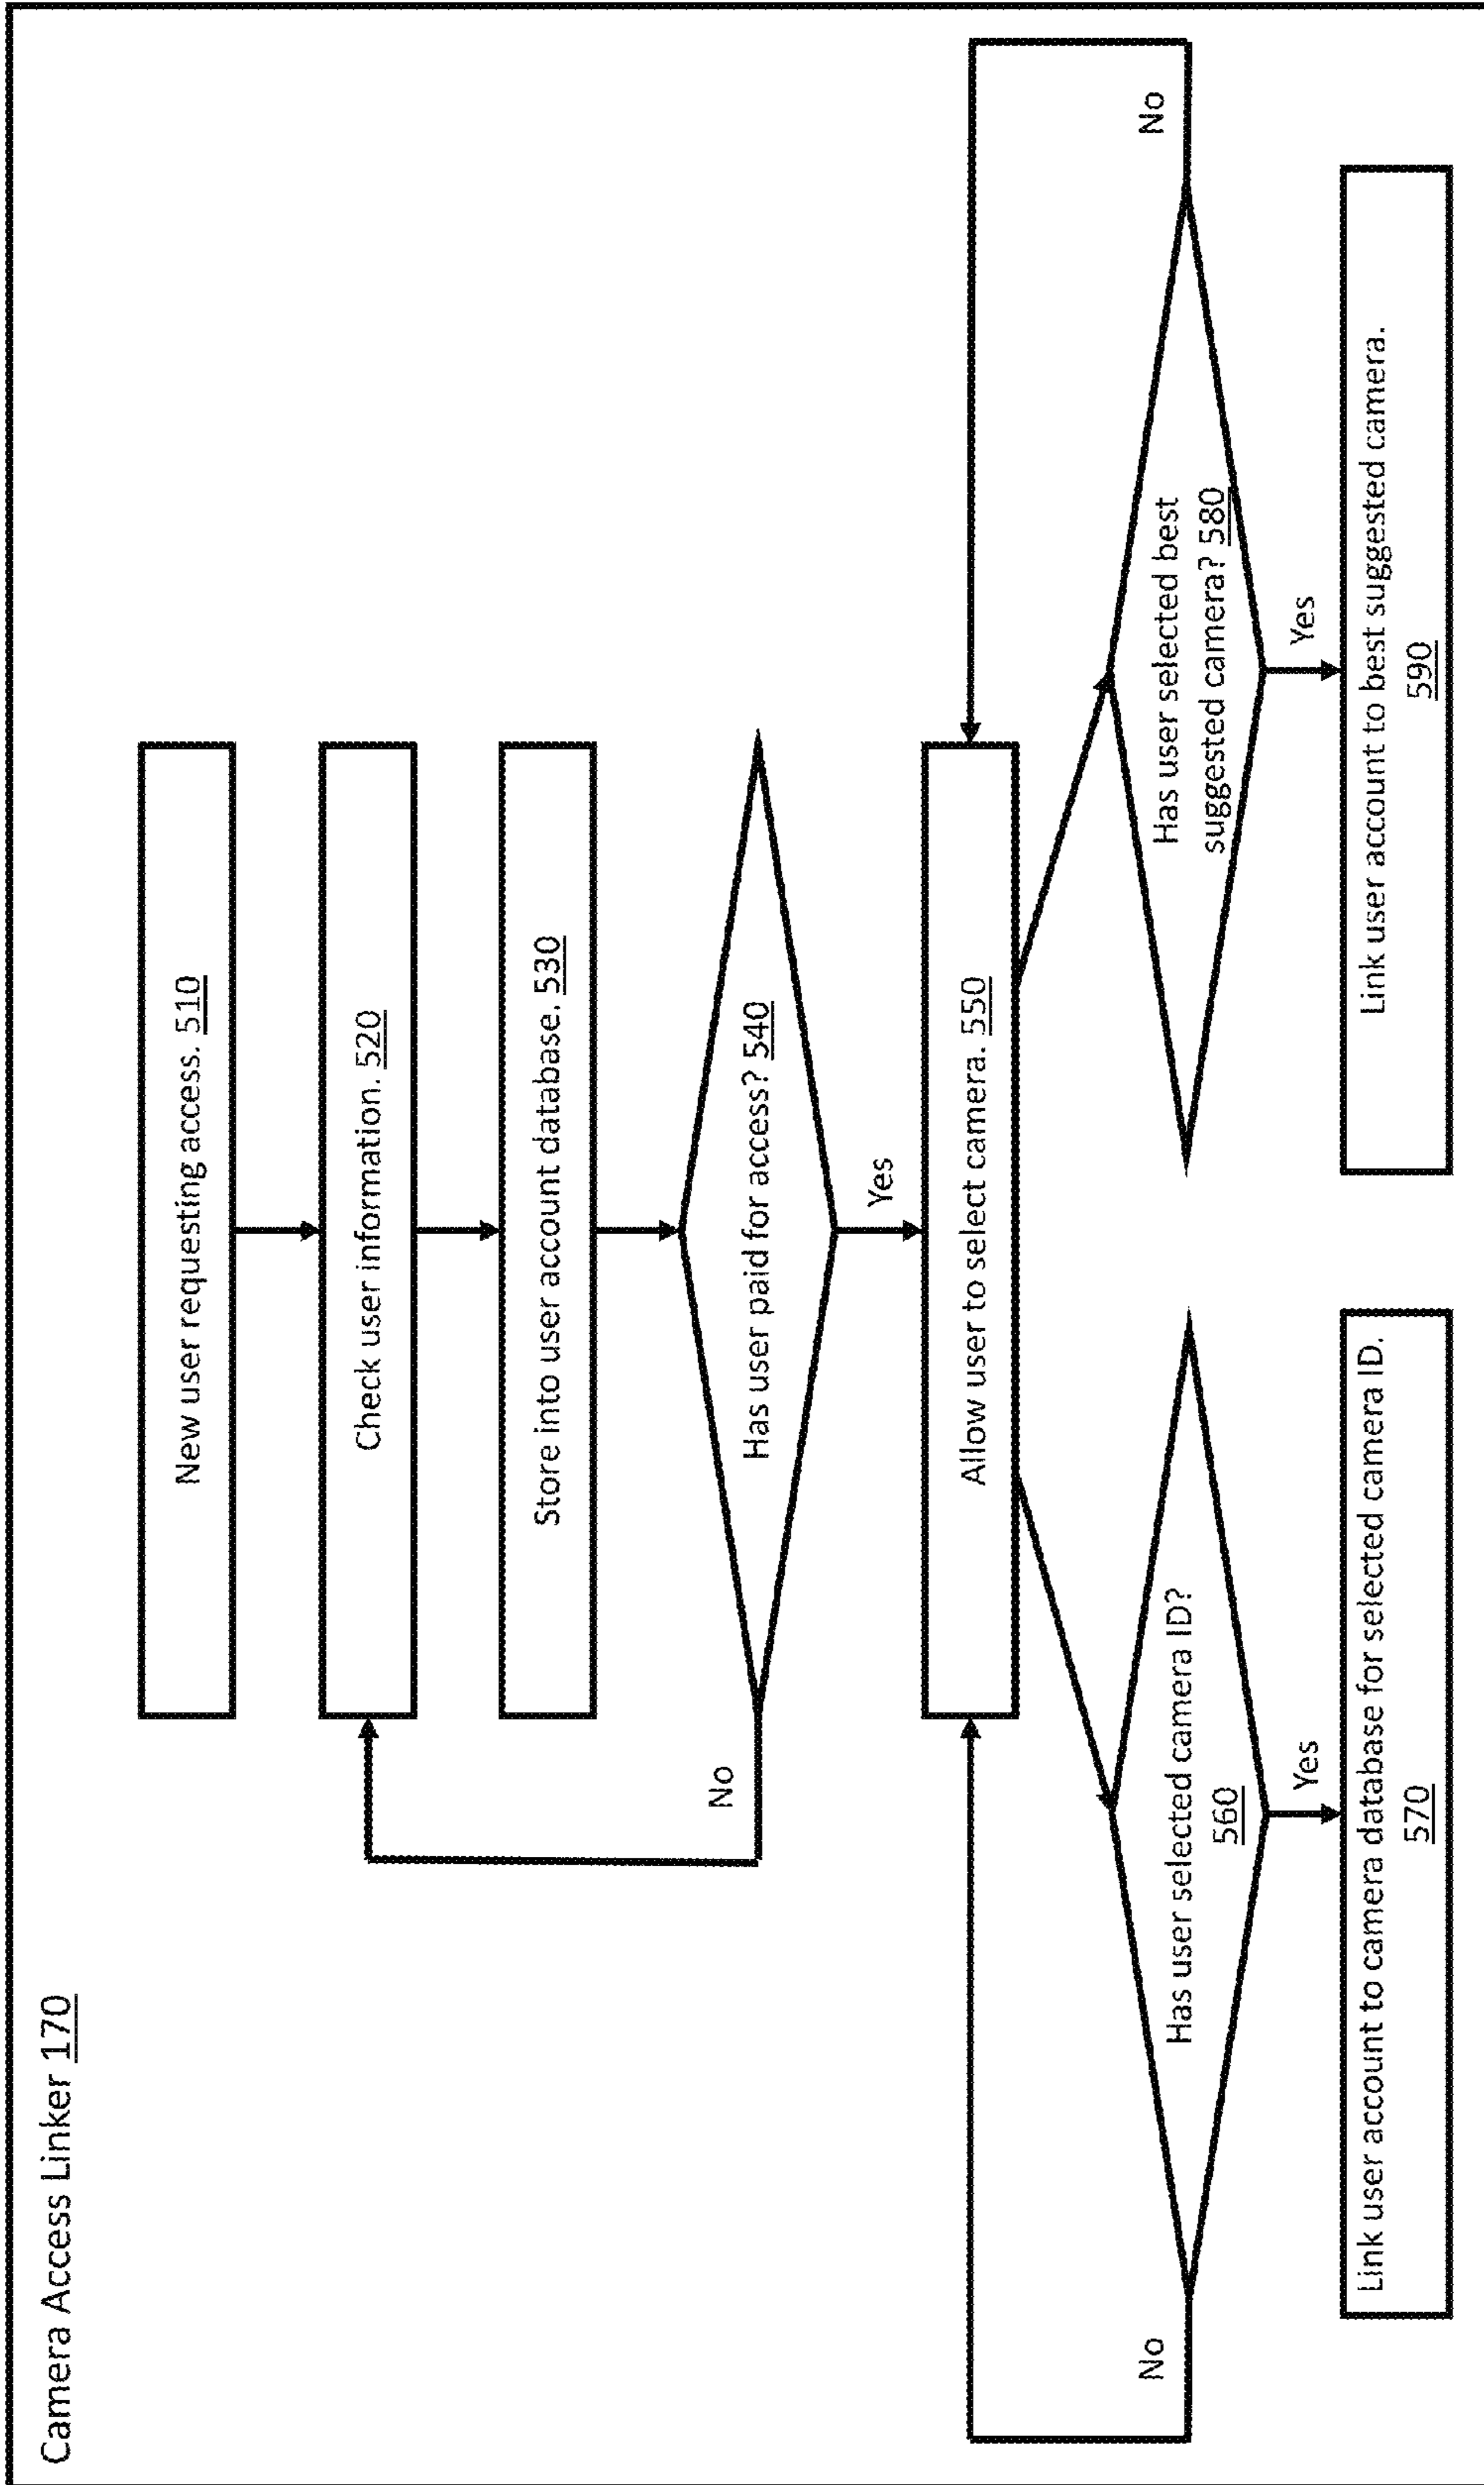 Camera Access Linker 170
New user requesting access. 510
Check user information. 520
Store into user account database. 530
Has user paid for access? 540
No
Yes
Allow user to select camera. 550
No
Has user selected camera ID?
560
Yes
Link user account to camera database for selected camera ID.
570
Has user selected best
suggested camera? 580
No
Yes
Link user account to best suggested camera.
590